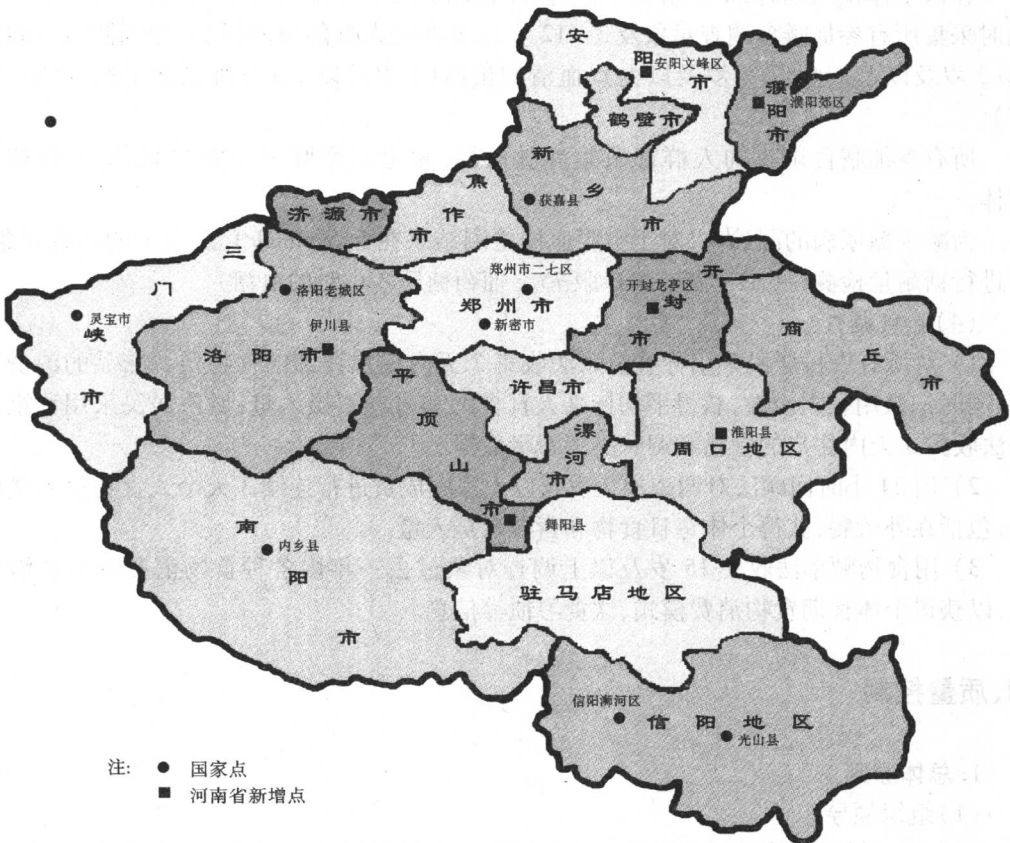 安阳市
安阳文峰区
鹤壁市
濮阳市
濮阳郊区
新乡市
获嘉县
焦作市
济源市
三门峡市
灵宝市
洛阳老城区
伊川县
洛阳市
郑州市二七区
郑州市
新密市
开封市
开封龙亭区
商丘市
平顶山市
许昌市
漯河市
淮阳县
周口地区
舞阳县
南阳市
内乡县
驻马店地区
信阳浉河区
信阳地区
光山县
注:
国家点
河南省新增点